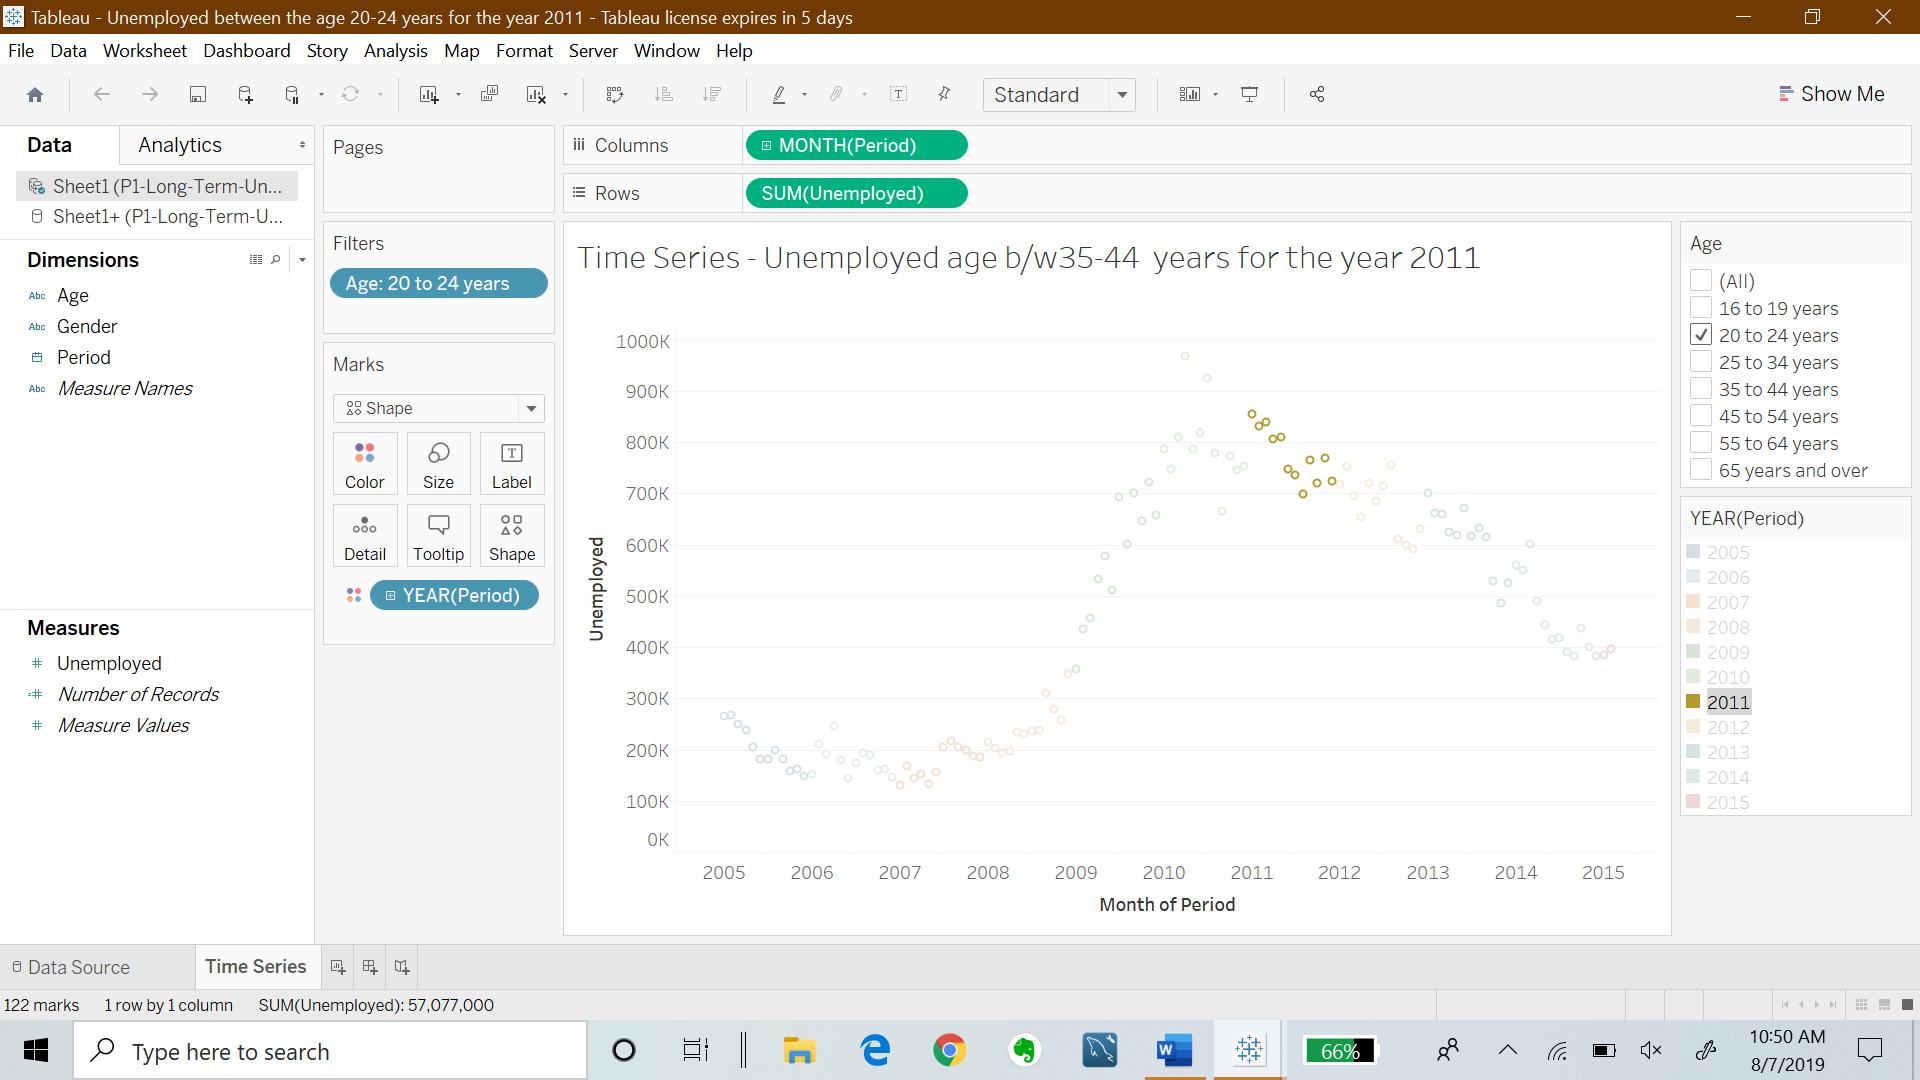 Tableau - Unemployed between the age 20-24 years for the year 2011 - Tableau license expires in 5 days
File Data Worksheet Dashboard Story Analysis Map Format Server Window Help
Standard
Show Me
Data
Analytics
Sheet1 (P1-Long-Term-Un...
Sheet1+ (P1-Long-Term-U...
Dimensions
Abc Age
Abc Gender
Period
Abc Measure Names
Measures
# Unemployed
=# Number of Records
# Measure Values
Pages
Filters
Age: 20 to 24 years
Marks
Shape
Color
Size
T
Label
Detail
Tooltip
Shape
YEAR(Period)
Columns
MONTH(Period)
Rows
SUM(Unemployed)
Time Series - Unemployed age b/w35-44  years for the year 2011
Unemployed
1000K
900K
800K
700K
600K
500K
400K
300K
200K
100K
0K
2005 2006 2007 2008 2009 2010 2011 2012 2013 2014 2015
Month of Period
Age
(All)
16 to 19 years
20 to 24 years
25 to 34 years
35 to 44 years
45 to 54 years
55 to 64 years
65 years and over
YEAR(Period)
2005
2006
2007
2008
2009
2010
2011
2012
2013
2014
2015
Data Source
Time Series
122 marks 1 row by 1 column SUM(Unemployed): 57,077,000
Type here to search
W
66%
10:50 AM
8/7/2019